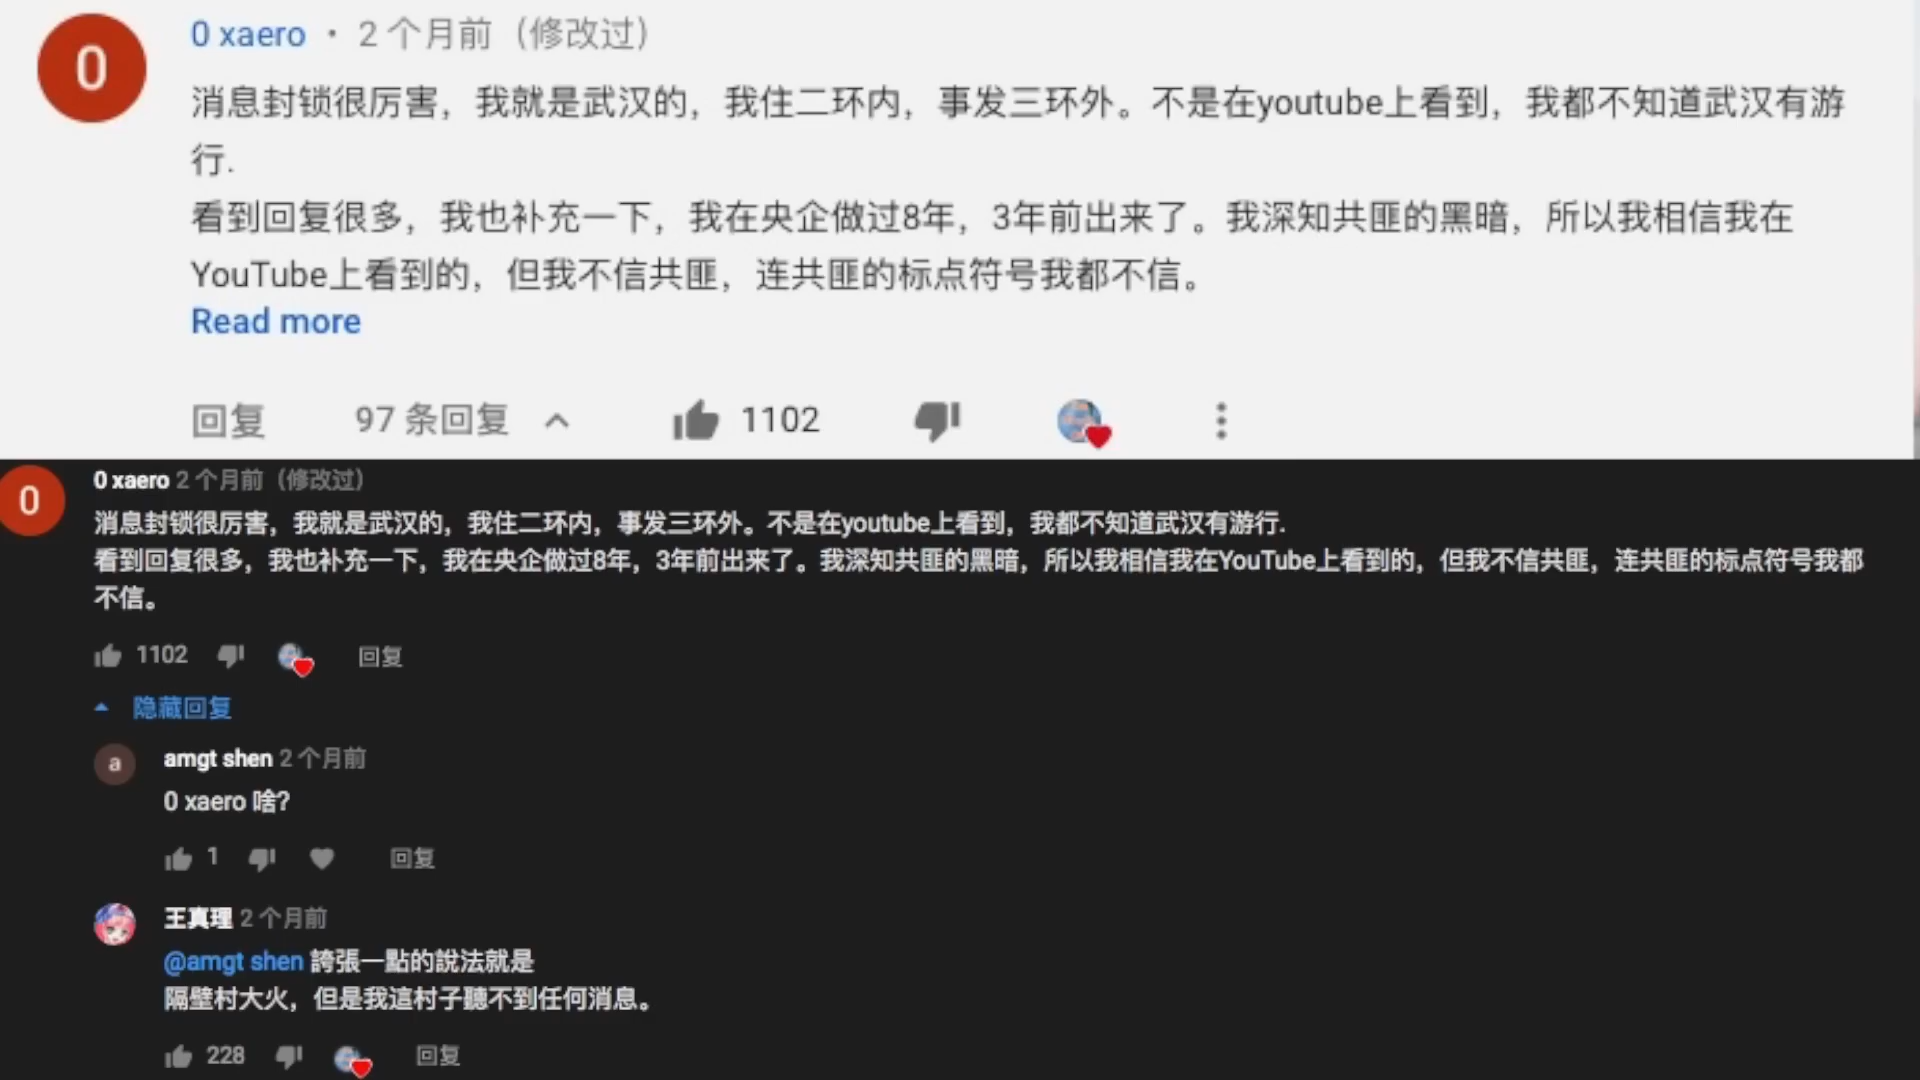 0
0 xaero · 2 个月前（修改过）
消息封锁很厉害，我就是武汉的，我住二环内，事发三环外。不是在youtube上看到，我都不知道武汉有游
行.
看到回复很多，我也补充一下，我在央企做过8年，3年前出来了。我深知共匪的黑暗，所以我相信我在
YouTube上看到的，但我不信共匪，连共匪的标点符号我都不信。
Read more
回复 97 条回复 1102
0
0 xaero 2 个月前（修改过）
消息封锁很厉害，我就是武汉的，我住二环内，事发三环外。不是在youtube上看到，我都不知道武汉有游行.
看到回复很多，我也补充一下，我在央企做过8年，3年前出来了。我深知共匪的黑暗，所以我相信我在YouTube上看到的，但我不信共匪，连共匪的标点符号我都
不信。
1102 回复
隐藏回复
a
amgt shen 2 个月前
0 xaero 啥?
1 回复
王真理 2 个月前
@amgt shen 誇張一點的說法就是
隔壁村大火，但是我這村子聽不到任何消息。
228 回复